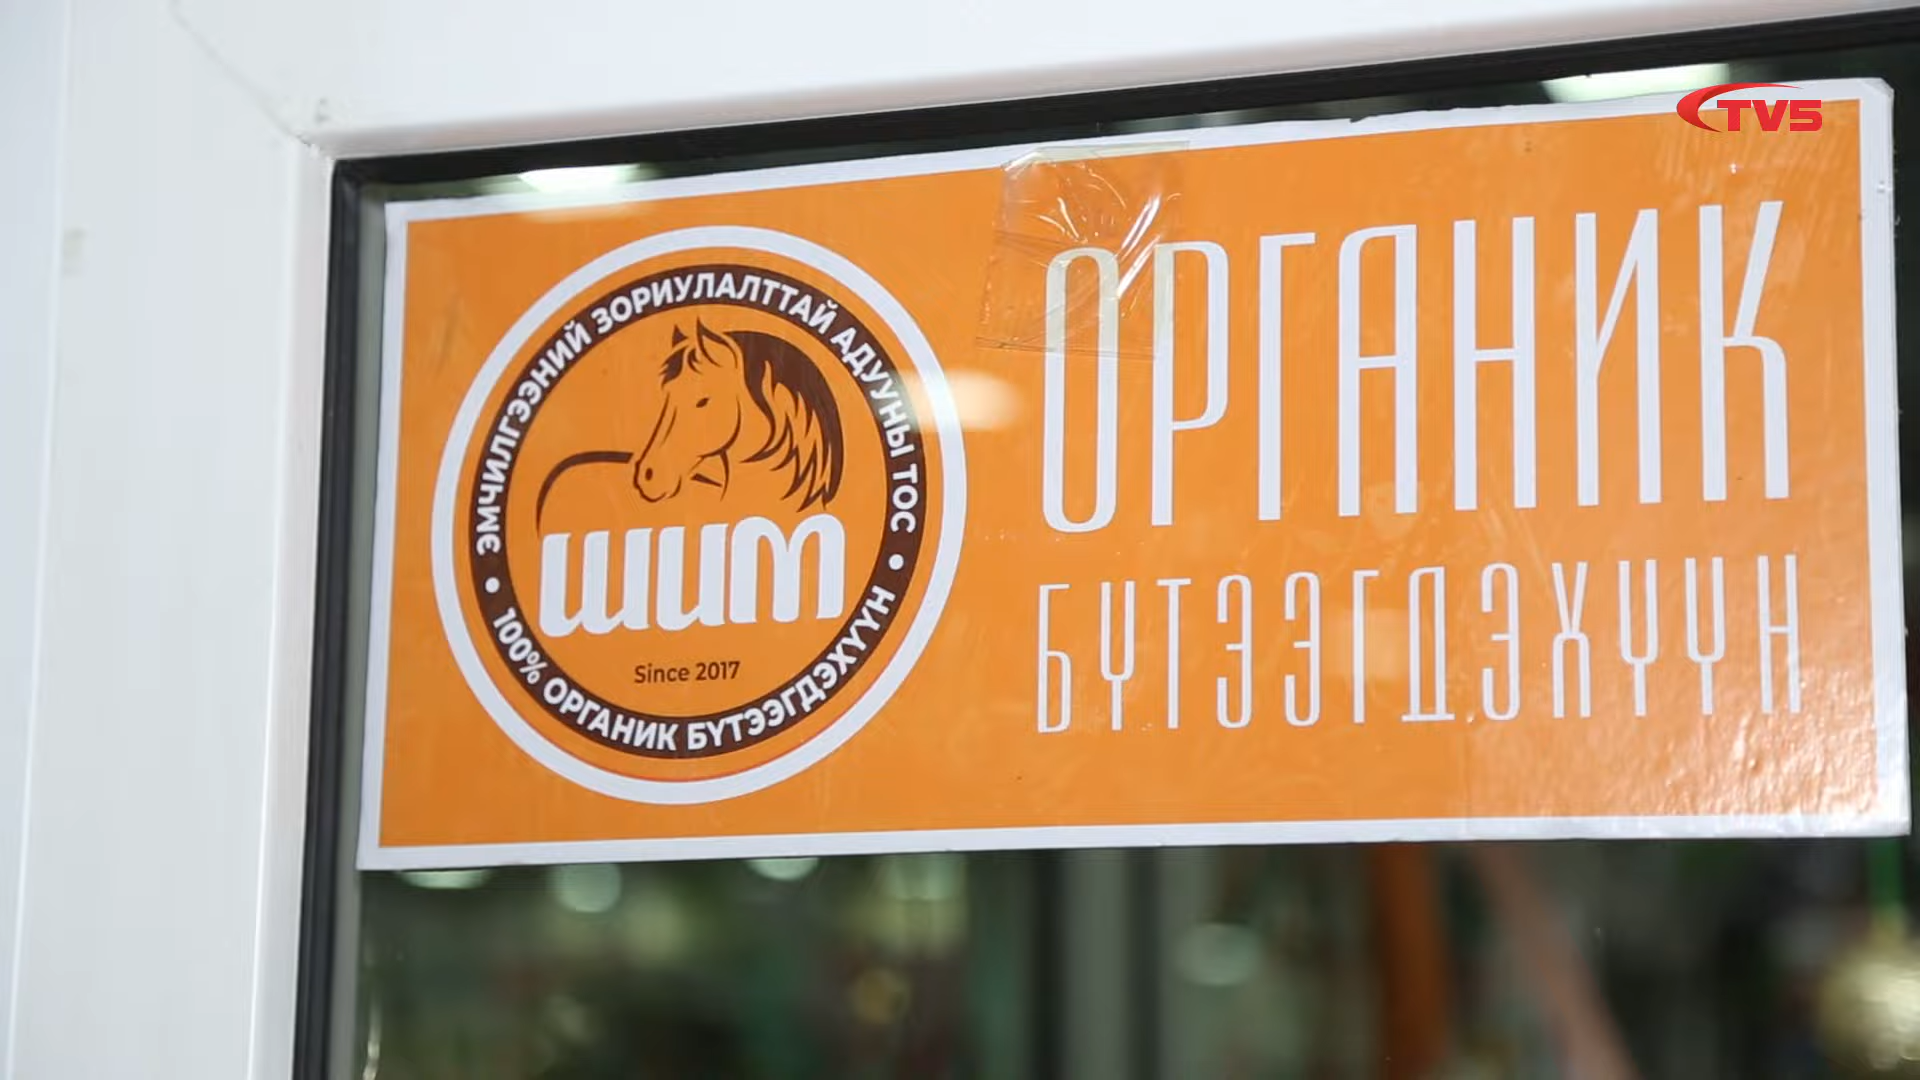 TV5
ЭМЧИЛГЭЭНИЙ ЗОРИУЛАЛТТАЙ АДУУНЫ ТОС
ШИМ
Since 2017
100% ОРГАНИК БҮТЭЭГДЭХҮҮН
ОРГАНИК
БҮТЭЭГДЭХҮҮН